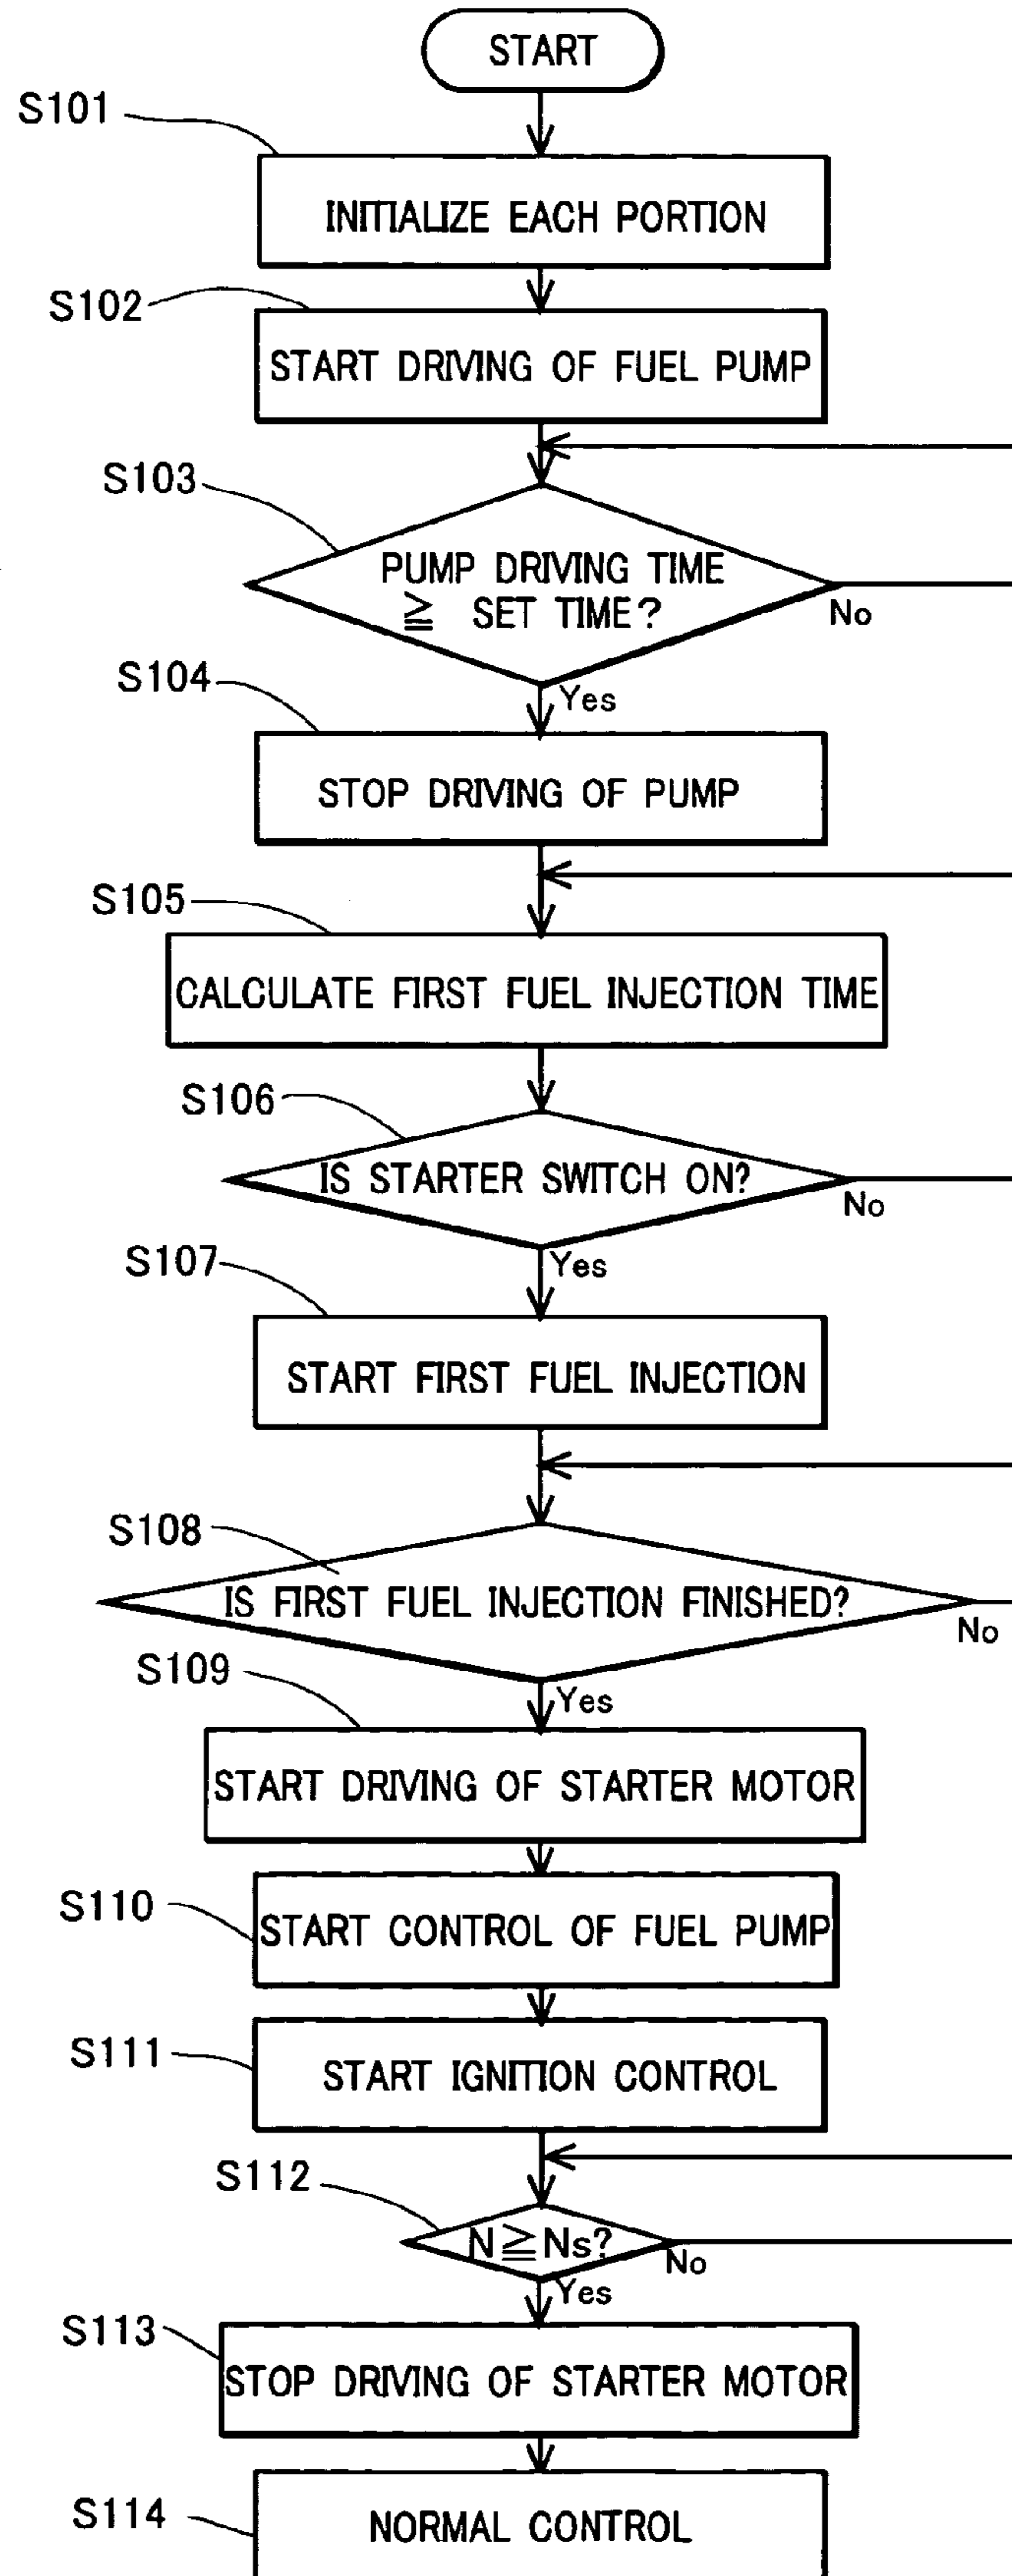 START
S101
INITIALIZE EACH PORTION
S102
START DRIVING OF FUEL PUMP
S103
PUMP DRIVING TIME
≧ SET TIME?
No
Yes
S104
STOP DRIVING OF PUMP
S105
CALCULATE FIRST FUEL INJECTION TIME
S106
IS STARTER SWITCH ON?
No
Yes
S107
START FIRST FUEL INJECTION
S108
IS FIRST FUEL INJECTION FINISHED?
No
Yes
S109
START DRIVING OF STARTER MOTOR
S110
START CONTROL OF FUEL PUMP
S111
START IGNITION CONTROL
S112
N≧Ns?
No
Yes
S113
STOP DRIVING OF STARTER MOTOR
S114
NORMAL CONTROL